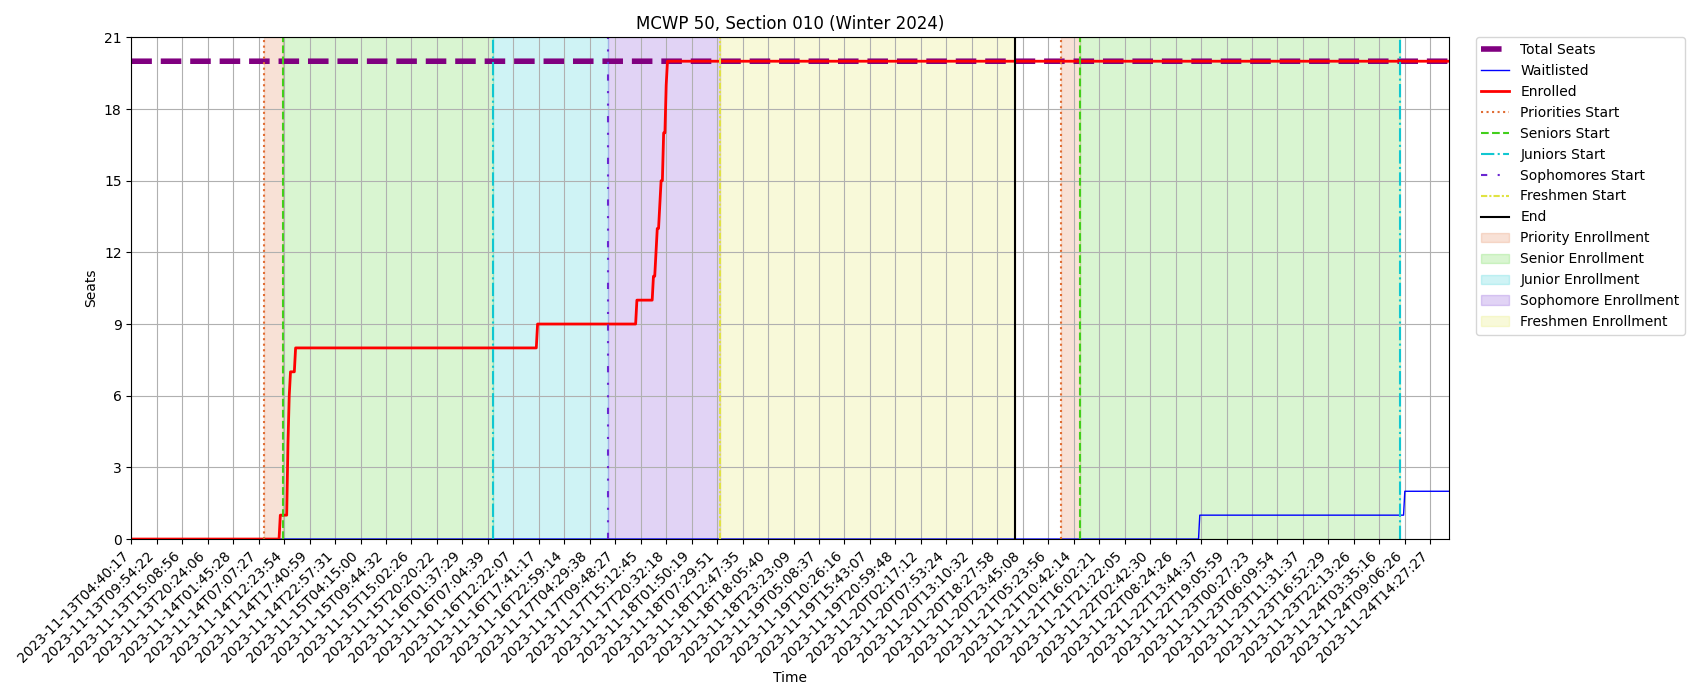 MCWP 50, Section 010 (Winter 2024)
21
18
15
12
9
6
3
0
Seats
2023-11-13T04:40:17
2023-11-13T09:54:22
2023-11-13T15:08:56
2023-11-13T20:24:06
2023-11-14T01:45:28
2023-11-14T07:07:27
2023-11-14T12:23:54
2023-11-14T17:40:59
2023-11-14T22:57:31
2023-11-15T04:15:00
2023-11-15T09:44:32
2023-11-15T15:02:26
2023-11-15T20:20:22
2023-11-16T01:37:29
2023-11-16T07:04:39
2023-11-16T12:22:07
2023-11-16T17:41:17
2023-11-16T22:59:14
2023-11-17T04:29:38
2023-11-17T09:48:27
2023-11-17T15:12:45
2023-11-17T20:32:18
2023-11-18T01:50:19
2023-11-18T07:29:51
2023-11-18T12:47:35
2023-11-18T18:05:40
2023-11-18T23:23:09
2023-11-19T05:08:37
2023-11-19T10:26:16
2023-11-19T15:43:07
2023-11-19T20:59:48
2023-11-20T02:17:12
2023-11-20T07:53:24
2023-11-20T13:10:32
2023-11-20T18:27:58
2023-11-20T23:45:08
2023-11-21T05:23:56
2023-11-21T10:42:14
2023-11-21T16:02:21
2023-11-21T21:22:05
2023-11-22T02:42:30
2023-11-22T08:24:26
2023-11-22T13:44:37
2023-11-22T19:05:59
2023-11-23T00:27:23
2023-11-23T06:09:54
2023-11-23T11:31:37
2023-11-23T16:52:29
2023-11-23T22:13:26
2023-11-24T03:35:16
2023-11-24T09:06:26
2023-11-24T14:27:27
Time
Total Seats
Waitlisted
Enrolled
Priorities Start
Seniors Start
Juniors Start
Sophomores Start
Freshmen Start
End
Priority Enrollment
Senior Enrollment
Junior Enrollment
Sophomore Enrollment
Freshmen Enrollment